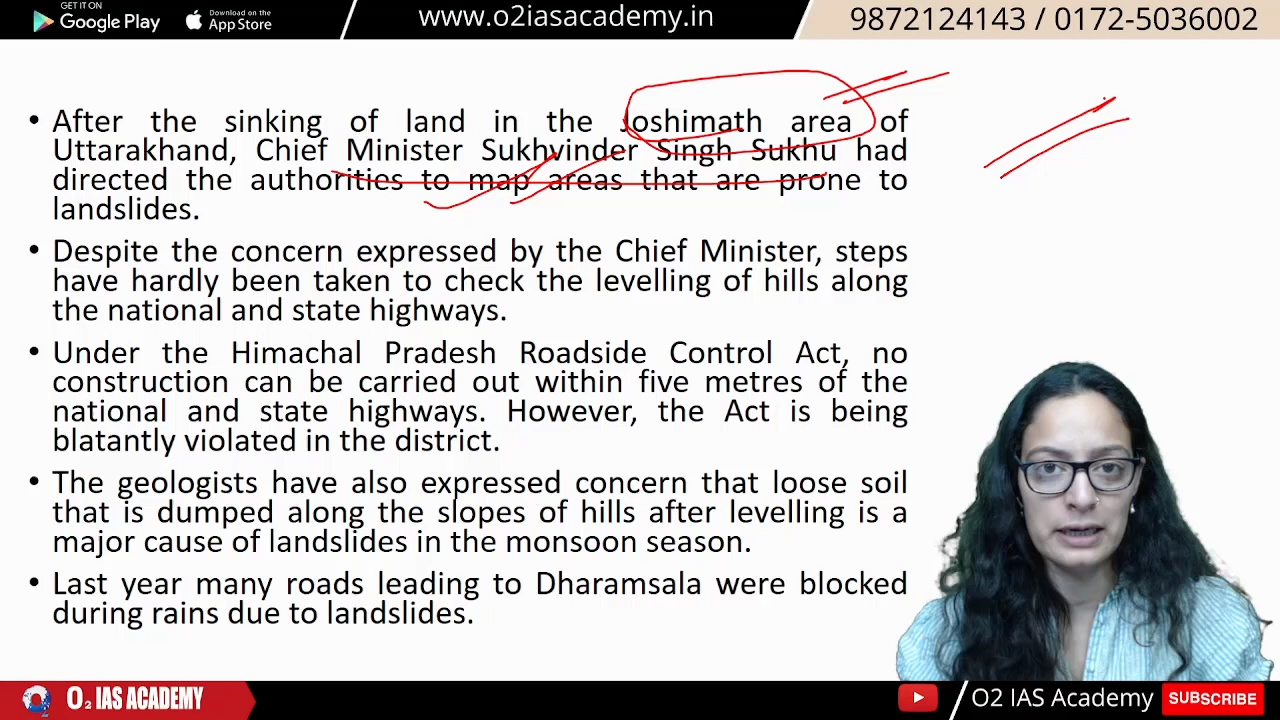 GET IT ON
Google Play
Download on the
App Store
www.o2iasacademy.in
9872124143 / 0172-5036002
• After the sinking of land in the Joshimath area of
Uttarakhand, Chief Minister Sukhvinder Singh Sukhu had
directed the authorities to map areas that are prone to
landslides.
• Despite the concern expressed by the Chief Minister, steps
have hardly been taken to check the levelling of hills along
the national and state highways.
• Under the Himachal Pradesh Roadside Control Act, no
construction can be carried out within five metres of the
national and state highways. However, the Act is being
blatantly violated in the district.
• The geologists have also expressed concern that loose soil
that is dumped along the slopes of hills after levelling is a
major cause of landslides in the monsoon season.
• Last year many roads leading to Dharamsala were blocked
during rains due to landslides.
O₂ IAS ACADEMY
O2 IAS Academy
SUBSCRIBE